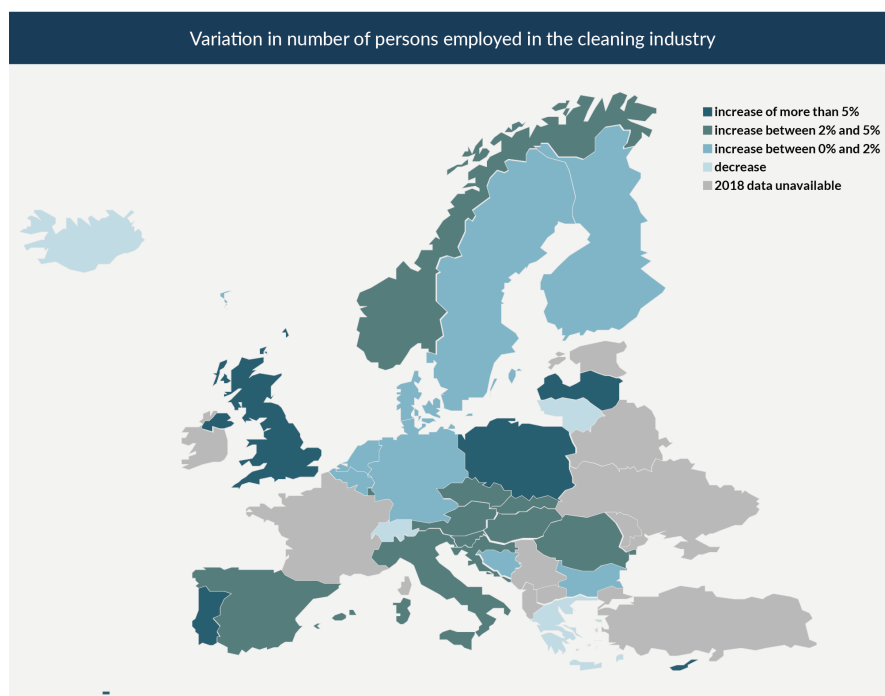 Variation in number of persons employed in the cleaning industry
increase of more than 5%
increase between 2% and 5%
increase between 0% and 2%
decrease
2018 data unavailable